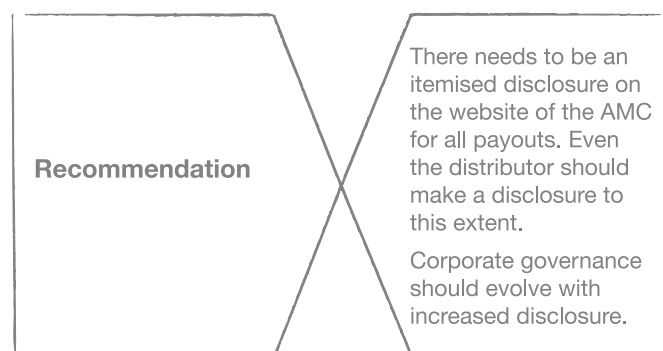 Recommendation
There needs to be an
itemised disclosure on
the website of the AMC
for all payouts. Even
the distributor should
make a disclosure to
this extent.
Corporate governance
should evolve with
increased disclosure.